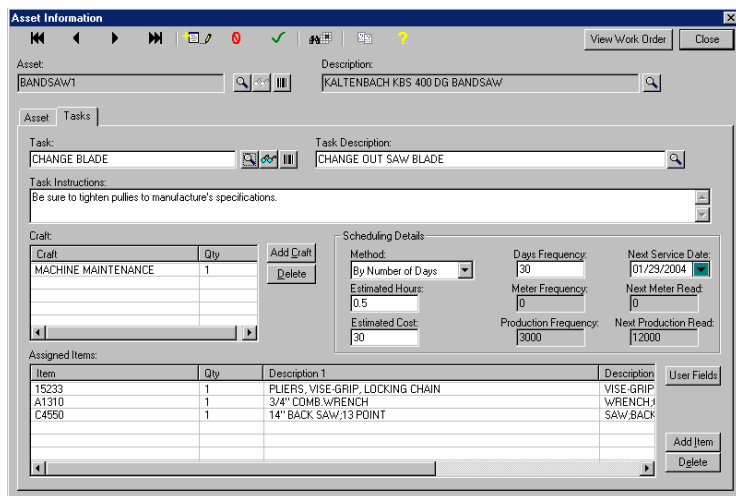 Asset Information
View Work Order Close
Asset: Description:
BANDSAW1 KALTENBACH KBS 400 DG BANDSAW
Asset Tasks
Task: Task Description:
CHANGE BLADE CHANGE OUT SAW BLADE
Task Instructions:
Be sure to tighten pullies to manufacture's specifications.
Craft:
Craft Qty
MACHINE MAINTENANCE 1
Add Craft
Delete
Scheduling Details
Method: Days Frequency: Next Service Date:
By Number of Days 30 01/29/2004
Estimated Hours: Meter Frequency: Next Meter Read:
0.5 0 0
Estimated Cost: Production Frequency: Next Production Read:
30 3000 12000
Assigned Items:
Item Qty Description 1 Description
15233 1 PLIERS, VISE-GRIP, LOCKING CHAIN VISE-GRIP
A1310 1 3/4" COMB.WRENCH WRENCH;
C4550 1 14" BACK SAW;13 POINT SAW;BACK
User Fields
Add Item
Delete